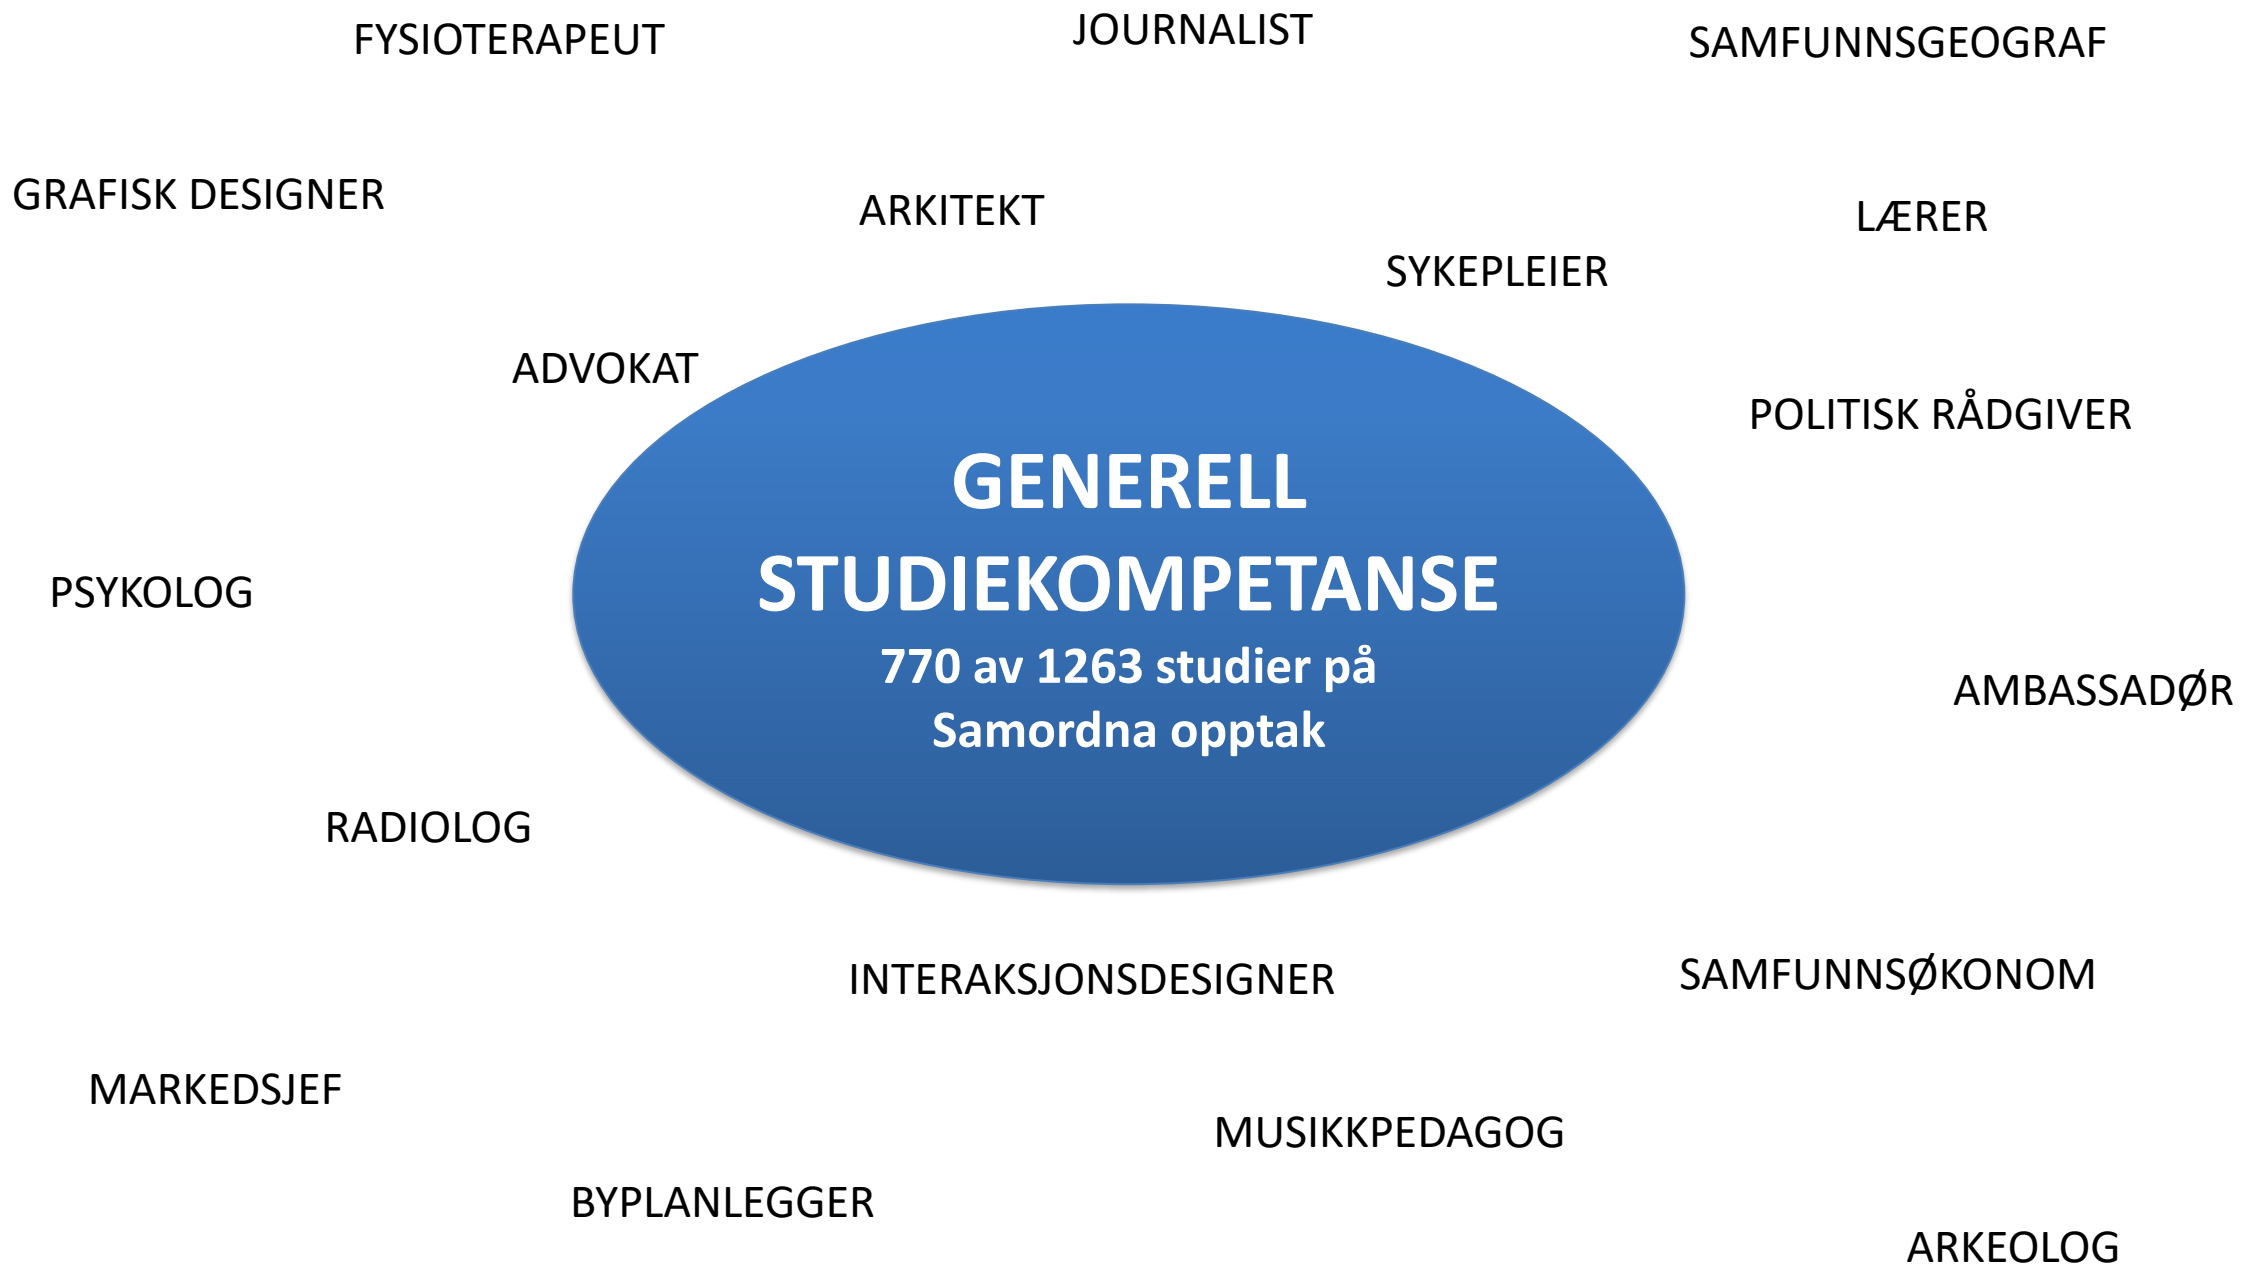 FYSIOTERAPEUT
JOURNALIST
SAMFUNNSGEOGRAF
GRAFISK DESIGNER
ARKITEKT
LÆRER
SYKEPLEIER
ADVOKAT
POLITISK RÅDGIVER
GENERELL
STUDIEKOMPETANSE
770 av 1263 studier på
Samordna opptak
PSYKOLOG
AMBASSADØR
RADIOLOG
INTERAKSJONSDESIGNER
SAMFUNNSØKONOM
MARKEDSJEF
MUSIKKPEDAGOG
BYPLANLEGGER
ARKEOLOG